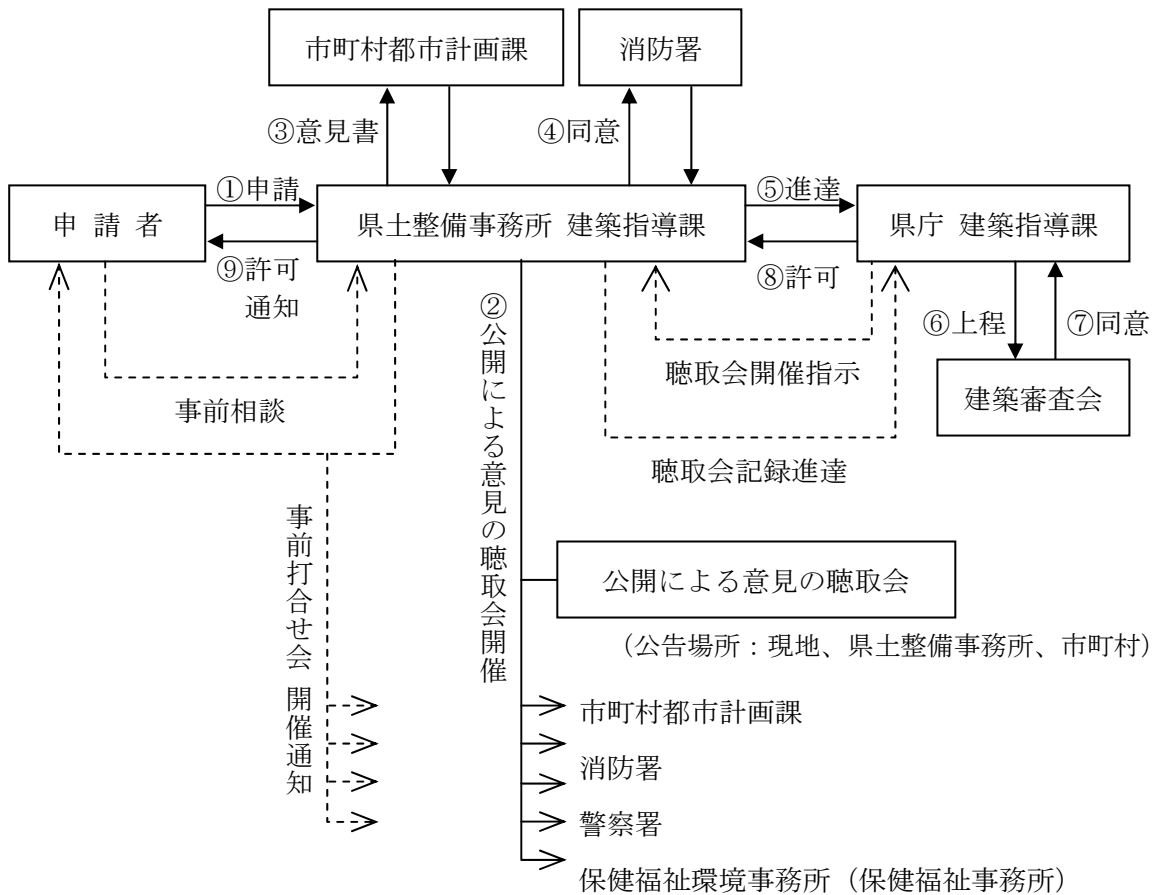 市町村都市計画課
消防署
③意見書
④同意
①申請
⑤進達
申 請 者
県土整備事務所 建築指導課
県庁 建築指導課
⑨許可
通知
⑧許可
⑥上程
⑦同意
②公開による意見の聴取会開催
聴取会開催指示
事前相談
建築審査会
聴取会記録進達
事前打合せ会 開催通知
公開による意見の聴取会
（公告場所：現地、県土整備事務所、市町村）
市町村都市計画課
消防署
警察署
保健福祉環境事務所（保健福祉事務所）